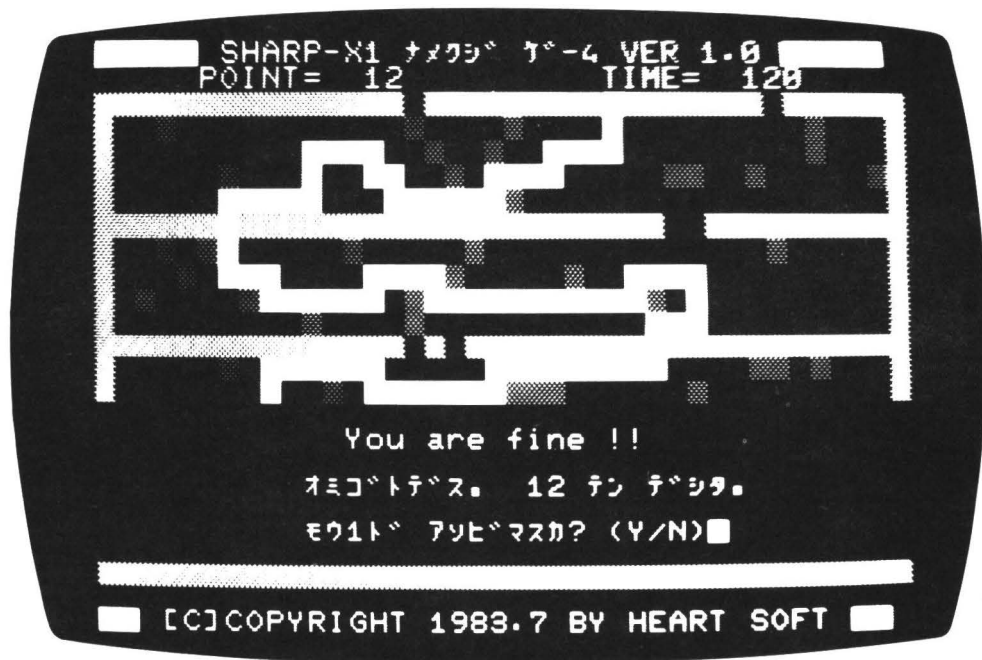 SHARP-X1 ナメクジ ゲーム VER 1.0
POINT= 12 TIME= 120
You are fine !!
オミゴトデス。 12 テン デシタ。
モウ1ド アソビマスカ? (Y/N)
[C]COPYRIGHT 1983.7 BY HEART SOFT